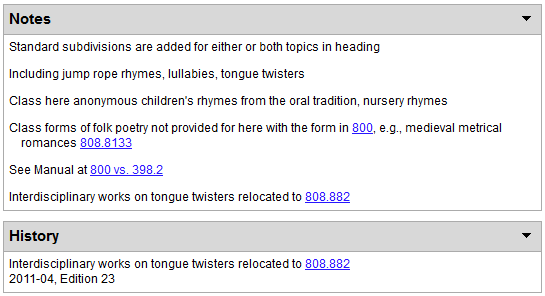 Notes
Standard subdivisions are added for either or both topics in heading
Including jump rope rhymes, lullabies, tongue twisters
Class here anonymous children's rhymes from the oral tradition, nursery rhymes
Class forms of folk poetry not provided for here with the form in 800, e.g., medieval metrical
romances 808.8133
See Manual at 800 vs. 398.2
Interdisciplinary works on tongue twisters relocated to 808.882
History
Interdisciplinary works on tongue twisters relocated to 808.882
2011-04, Edition 23